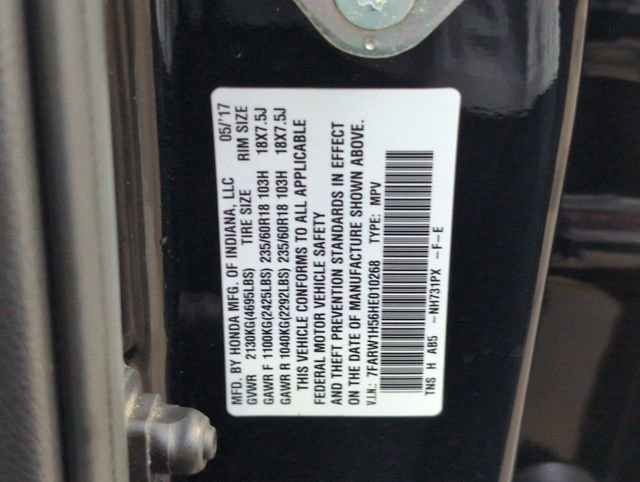 MFD. BY HONDA MFG. OF INDIANA, LLC 05/'17
GVWR 2130KG(4695LBS) TIRE SIZE RIM SIZE
GAWR F 1100KG(2425LBS) 235/60R18 103H 18X7.5J
GAWR R 1040KG(2292LBS) 235/60R18 103H 18X7.5J
THIS VEHICLE CONFORMS TO ALL APPLICABLE
FEDERAL MOTOR VEHICLE SAFETY
AND THEFT PREVENTION STANDARDS IN EFFECT
ON THE DATE OF MANUFACTURE SHOWN ABOVE.
V.I.N.: 7FARW1H56HE010268 TYPE: MPV
TNS H AB5 -NH731PX -F-E